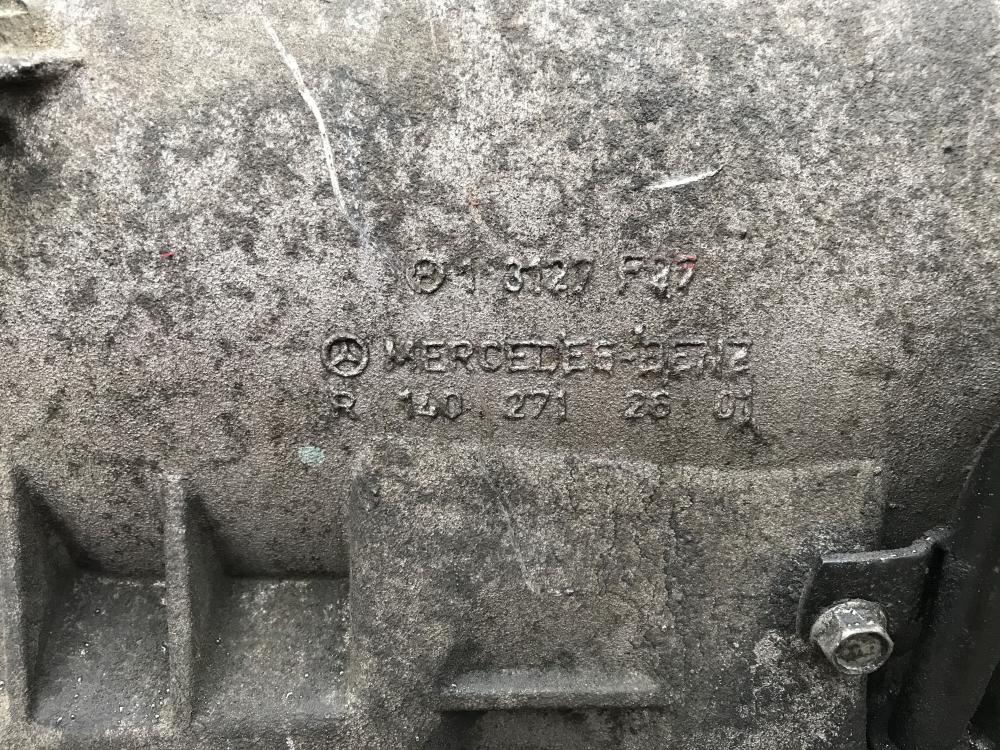 1 3127 F27
MERCEDES-BENZ
R 140 271 26 01